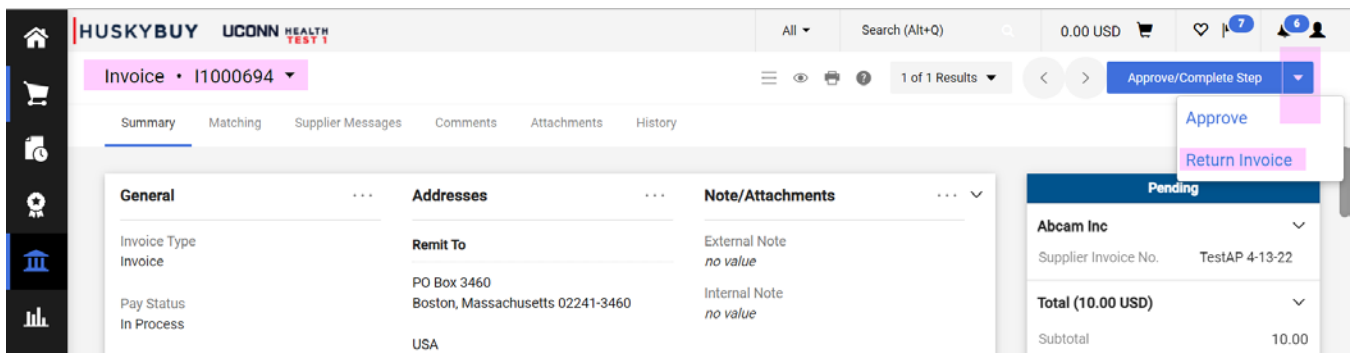 HUSKYBUY UCONN HEALTH TEST 1
All
Search (Alt+Q)
0.00 USD
7
6
Invoice • I1000694
1 of 1 Results
Approve/Complete Step
Approve
Return Invoice
Summary Matching Supplier Messages Comments Attachments History
General
Invoice Type
Invoice
Pay Status
In Process
Addresses
Remit To
PO Box 3460
Boston, Massachusetts 02241-3460
USA
Note/Attachments
External Note
no value
Internal Note
no value
Pending
Abcam Inc
Supplier Invoice No. TestAP 4-13-22
Total (10.00 USD)
Subtotal 10.00